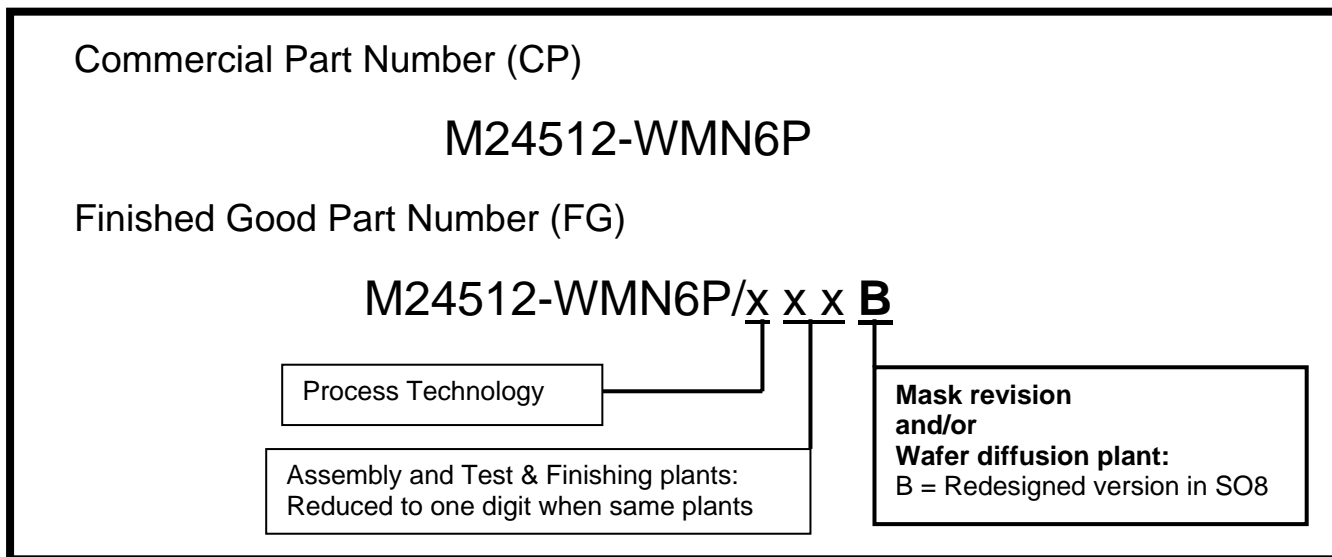 Commercial Part Number (CP)
M24512-WMN6P
Finished Good Part Number (FG)
M24512-WMN6P/x x x B
Process Technology
Assembly and Test & Finishing plants:
Reduced to one digit when same plants
Mask revision
and/or
Wafer diffusion plant:
B = Redesigned version in SO8